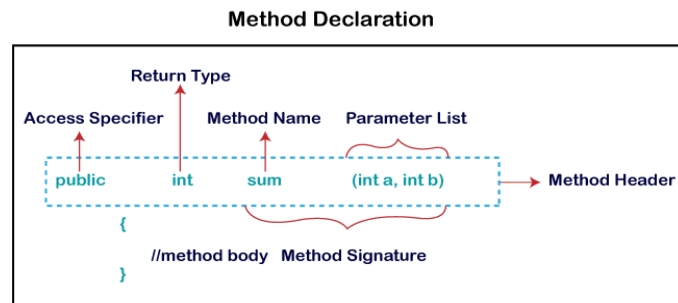 Method Declaration
Return Type
Access Specifier Method Name Parameter List
public int sum (int a, int b) Method Header
{
//method body Method Signature
}